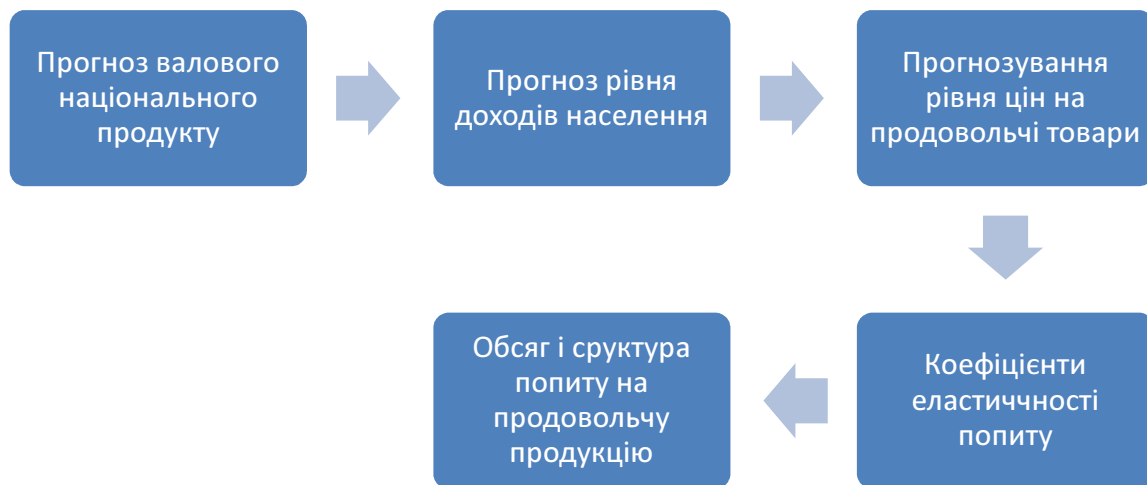 Прогноз валового
національного
продукту
Прогноз рівня
доходів населення
Прогнозування
рівня цін на
продовольчі товари
Коефіцієнти
еластиччності
попиту
Обсяг і сруктура
попиту на
продовольчу
продукцію